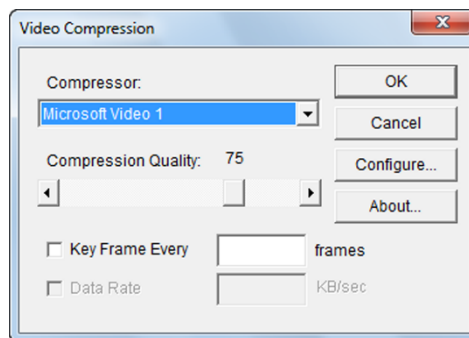 Video Compression
Compressor:
Microsoft Video 1
OK
Cancel
Compression Quality: 75
Configure...
About...
Key Frame Every frames
Data Rate KB/sec